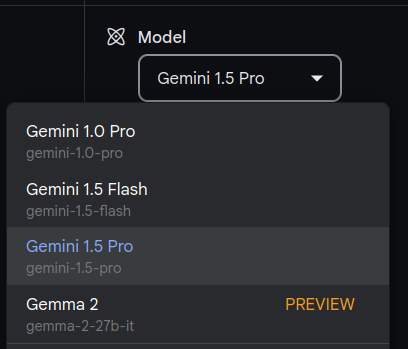 Model
Gemini 1.5 Pro
Gemini 1.0 Pro
gemini-1.0-pro
Gemini 1.5 Flash
gemini-1.5-flash
Gemini 1.5 Pro
gemini-1.5-pro
Gemma 2 PREVIEW
gemma-2-27b-it